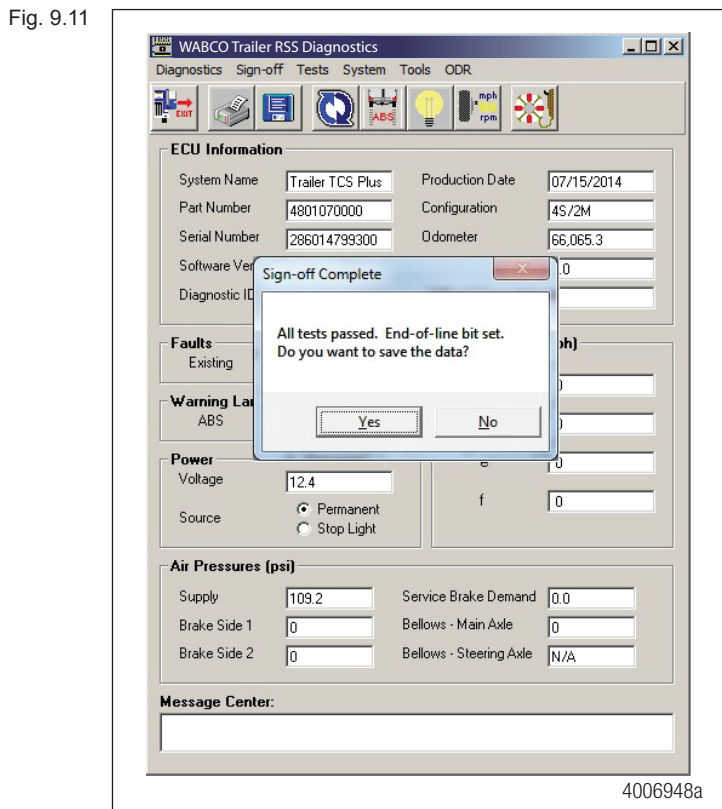 Fig. 9.11
WABCO Trailer RSS Diagnostics
Diagnostics Sign-off Tests System Tools ODR
EXIT ABS mph rpm
ECU Information
System Name Trailer TCS Plus Production Date 07/15/2014
Part Number 4801070000 Configuration 4S/2M
Serial Number 286014799300 Odometer 66,065.3
Software Ver .0
Diagnostic ID
Sign-off Complete
All tests passed. End-of-line bit set.
Do you want to save the data?
Yes No
Faults ph)
Existing
Warning Lar
ABS
Power
Voltage 12.4 e 0
Source Permanent f 0
Stop Light
Air Pressures (psi)
Supply 109.2 Service Brake Demand 0.0
Brake Side 1 0 Bellows - Main Axle 0
Brake Side 2 0 Bellows - Steering Axle N/A
Message Center:
4006948a